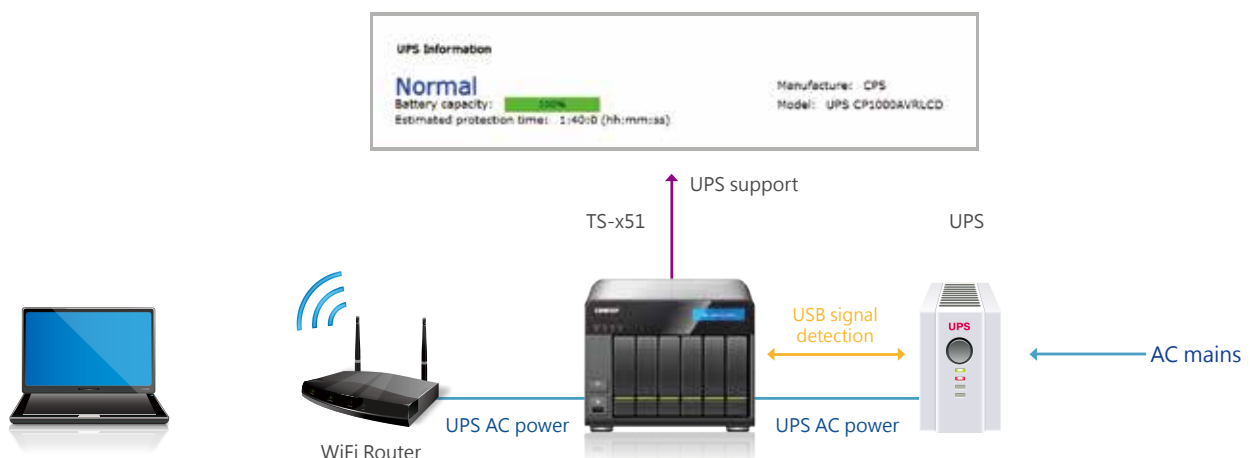 UPS Information
Normal
Battery capacity: 100%
Estimated protection time: 1:40:0 (hh:mm:ss)
Manufacture: CPS
Model: UPS CP1000AVRLCD
UPS support
TS-x51
UPS
USB signal
detection
UPS
AC mains
UPS AC power
UPS AC power
WiFi Router